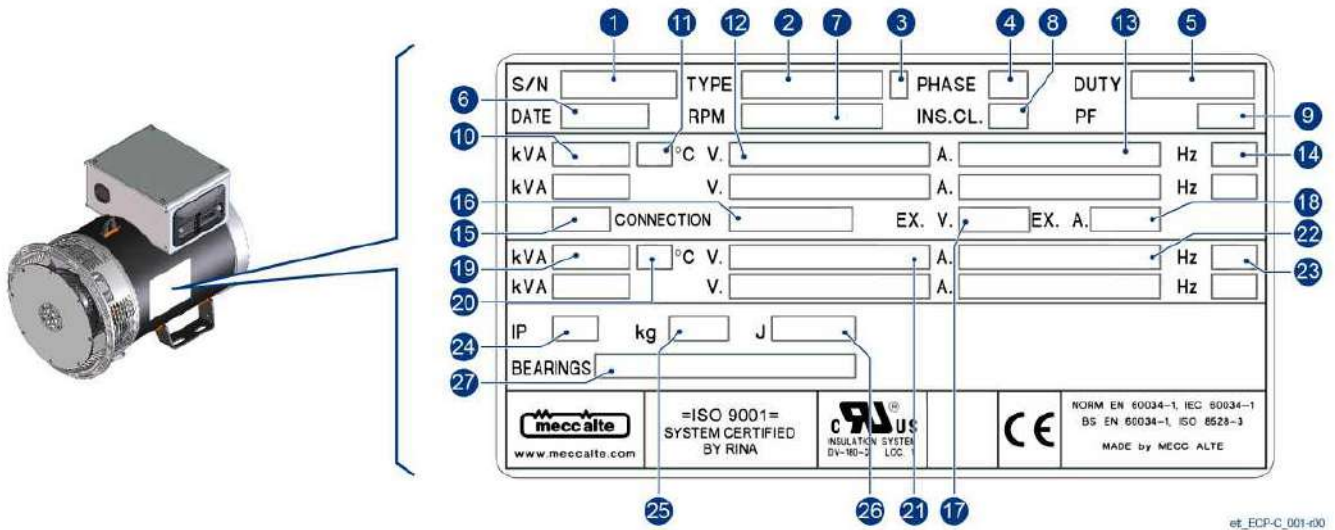 1 11 12 2 7 3 4 8 13 5
S/N TYPE PHASE DUTY
6 DATE RPM INS.CL. PF 9
10 kVA °C V. A. Hz 14
kVA V. A. Hz
16 18
15 CONNECTION EX. V. EX. A.
22
19 kVA °C V. A. Hz 23
20 kVA V. A. Hz
IP kg J
24
BEARINGS
27
mecc alte
www.meccalte.com
=ISO 9001=
SYSTEM CERTIFIED
BY RINA
C RU ® US
INSULATION SYSTEM
LOC. 1
CE
NORM EN 60034-1, IEC 60034-1
BS EN 60034-1, ISO 8528-3
MADE by MECC ALTE
25 26 21 17